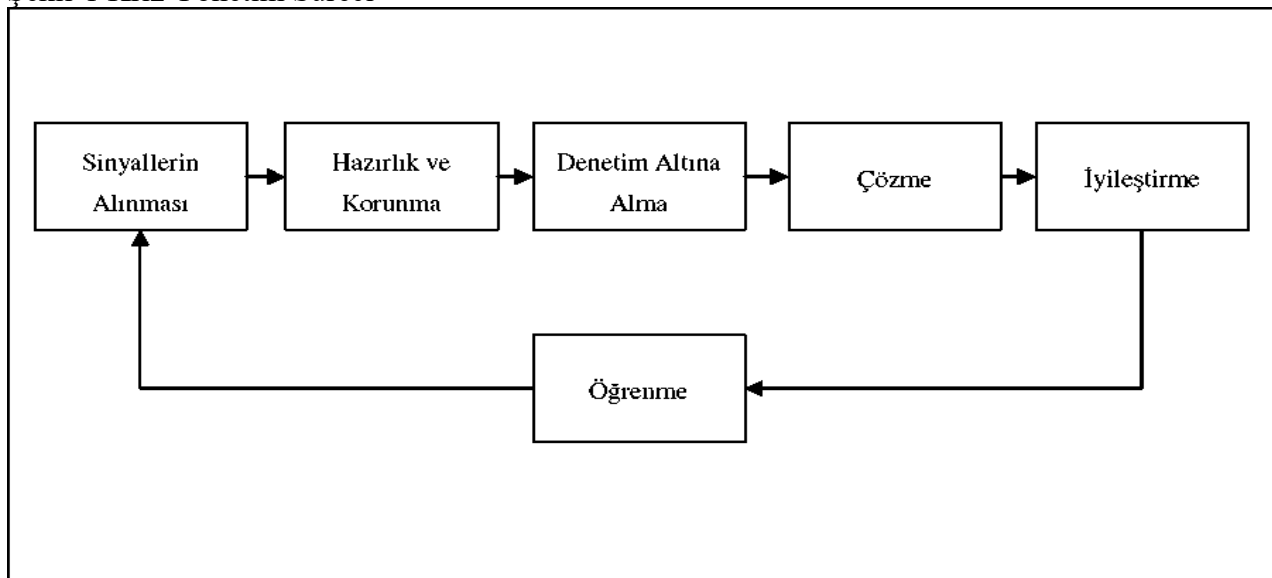 Sinyallerin
Alınması
Hazırlık ve
Korunma
Denetim Altına
Alma
Çözme
İyileştirme
Öğrenme